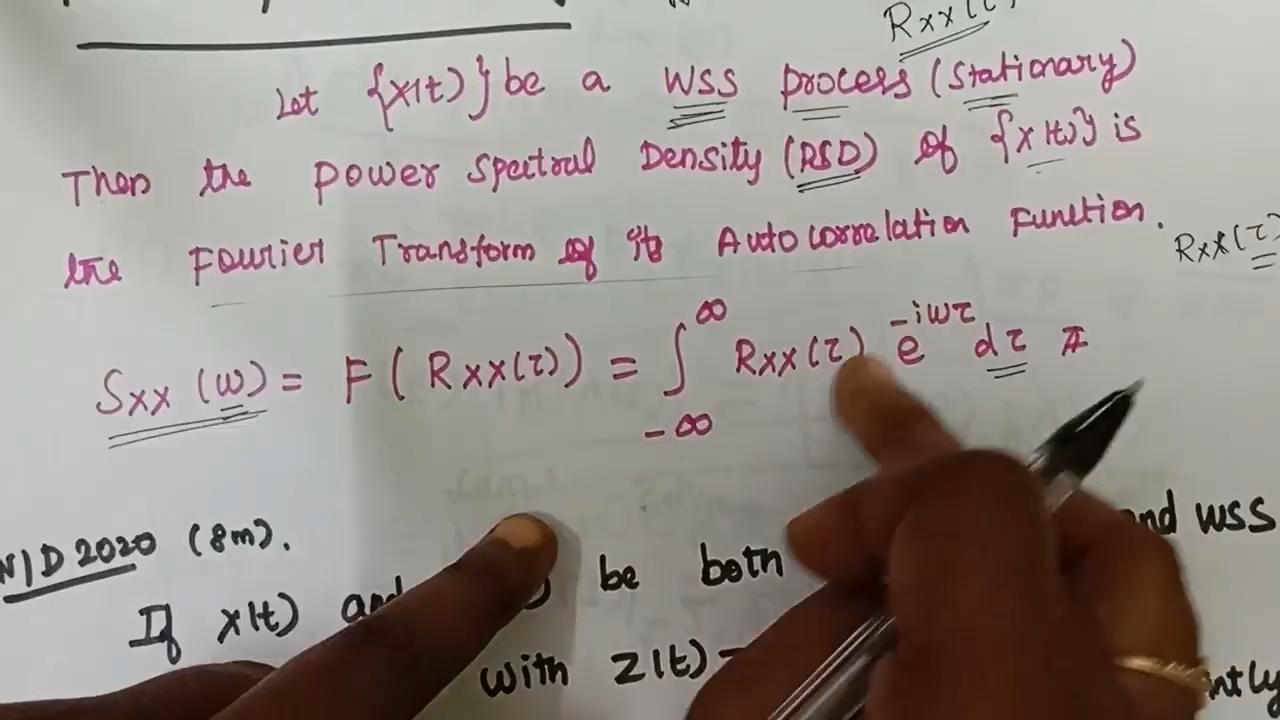 Rxx(τ)
Let {X(t)} be a WSS process (Stationary)
Then the power Spectral Density (PSD) of {X(t)} is
the Fourier Transform of its Autocorrelation Function.
Rxx(τ)
Sxx (ω) = F( Rxx(τ)) = ∫_{-∞}^{∞} Rxx(τ) e^{-iωτ} dτ
N/D 2020 (8m).
If X(t) and be both and WSS
with Z(t)